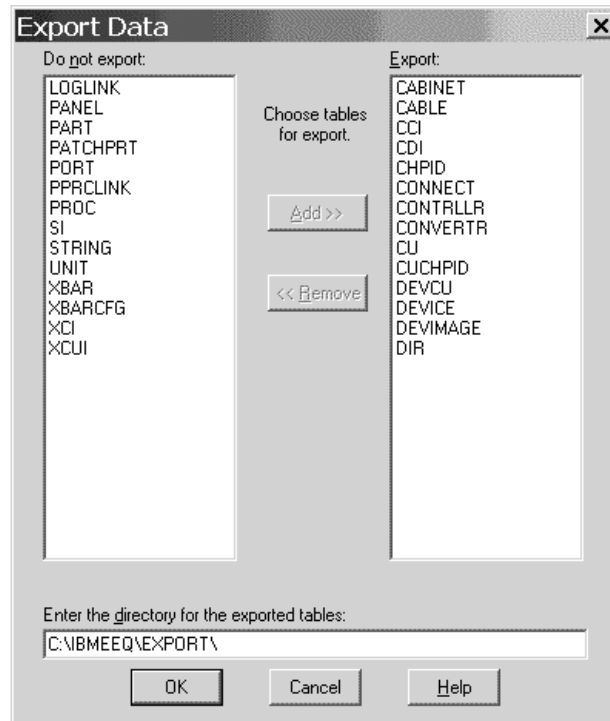 Export Data
Do not export:
LOGLINK
PANEL
PART
PATCHPRT
PORT
PPRCLINK
PROC
SI
STRING
UNIT
XBAR
XBARCFG
XCI
XCUI
Choose tables
for export.
Add >>
<< Remove
Export:
CABINET
CABLE
CCI
CDI
CHPID
CONNECT
CONTRLLR
CONVERTR
CU
CUCHPID
DEVCU
DEVICE
DEVIMAGE
DIR
Enter the directory for the exported tables:
C:\IBMEEQ\EXPORT\
OK
Cancel
Help